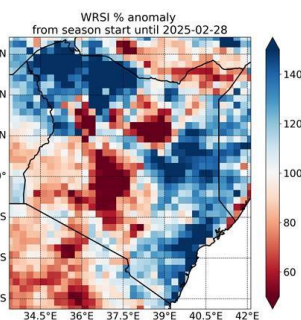 WRSI % anomaly
from season start until 2025-02-28
N
N
N
°
S
S
S
34.5°E 36°E 37.5°E 39°E 40.5°E 42°E
140
120
100
80
60